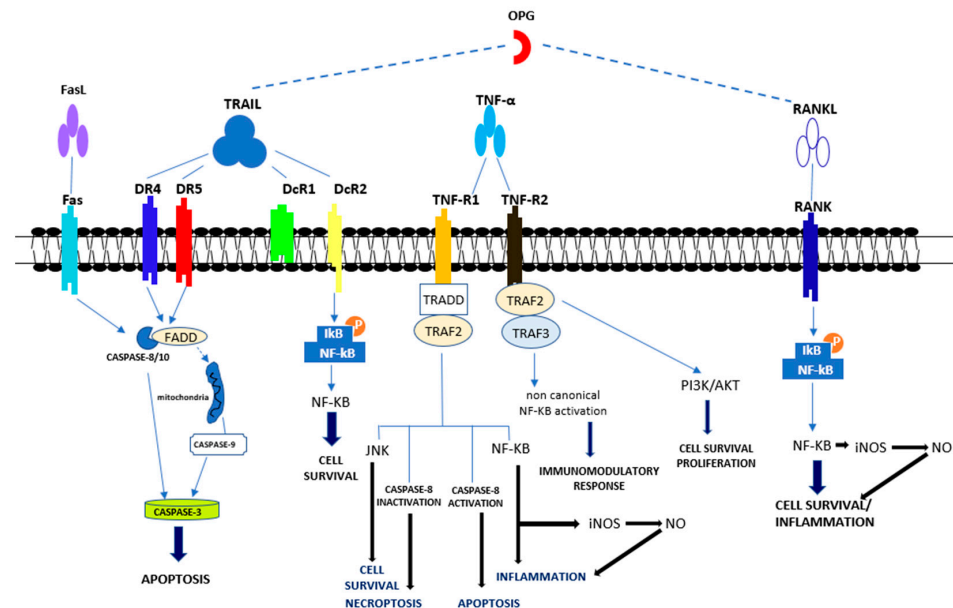 OPG
FasL
TRAIL
TNF-α
RANKL
DR4
DR5
DcR1
DcR2
Fas
TNF-R1
TNF-R2
RANK
TRADD
TRAF2
TRAF2
TRAF3
FADD
CASPASE-8/10
IkB
P
NF-kB
IkB
P
NF-kB
mitochondria
NF-KB
non canonical
NF-KB activation
PI3K/AKT
CASPASE-9
CELL
SURVIVAL
JNK
NF-KB
CELL SURVIVAL
PROLIFERATION
NF-KB
iNOS
NO
IMMUNOMODULATORY
RESPONSE
CASPASE-8
INACTIVATION
CASPASE-8
ACTIVATION
CASPASE-3
iNOS
NO
CELL SURVIVAL/
INFLAMMATION
APOPTOSIS
CELL
SURVIVAL
INFLAMMATION
NECROPTOSIS
APOPTOSIS